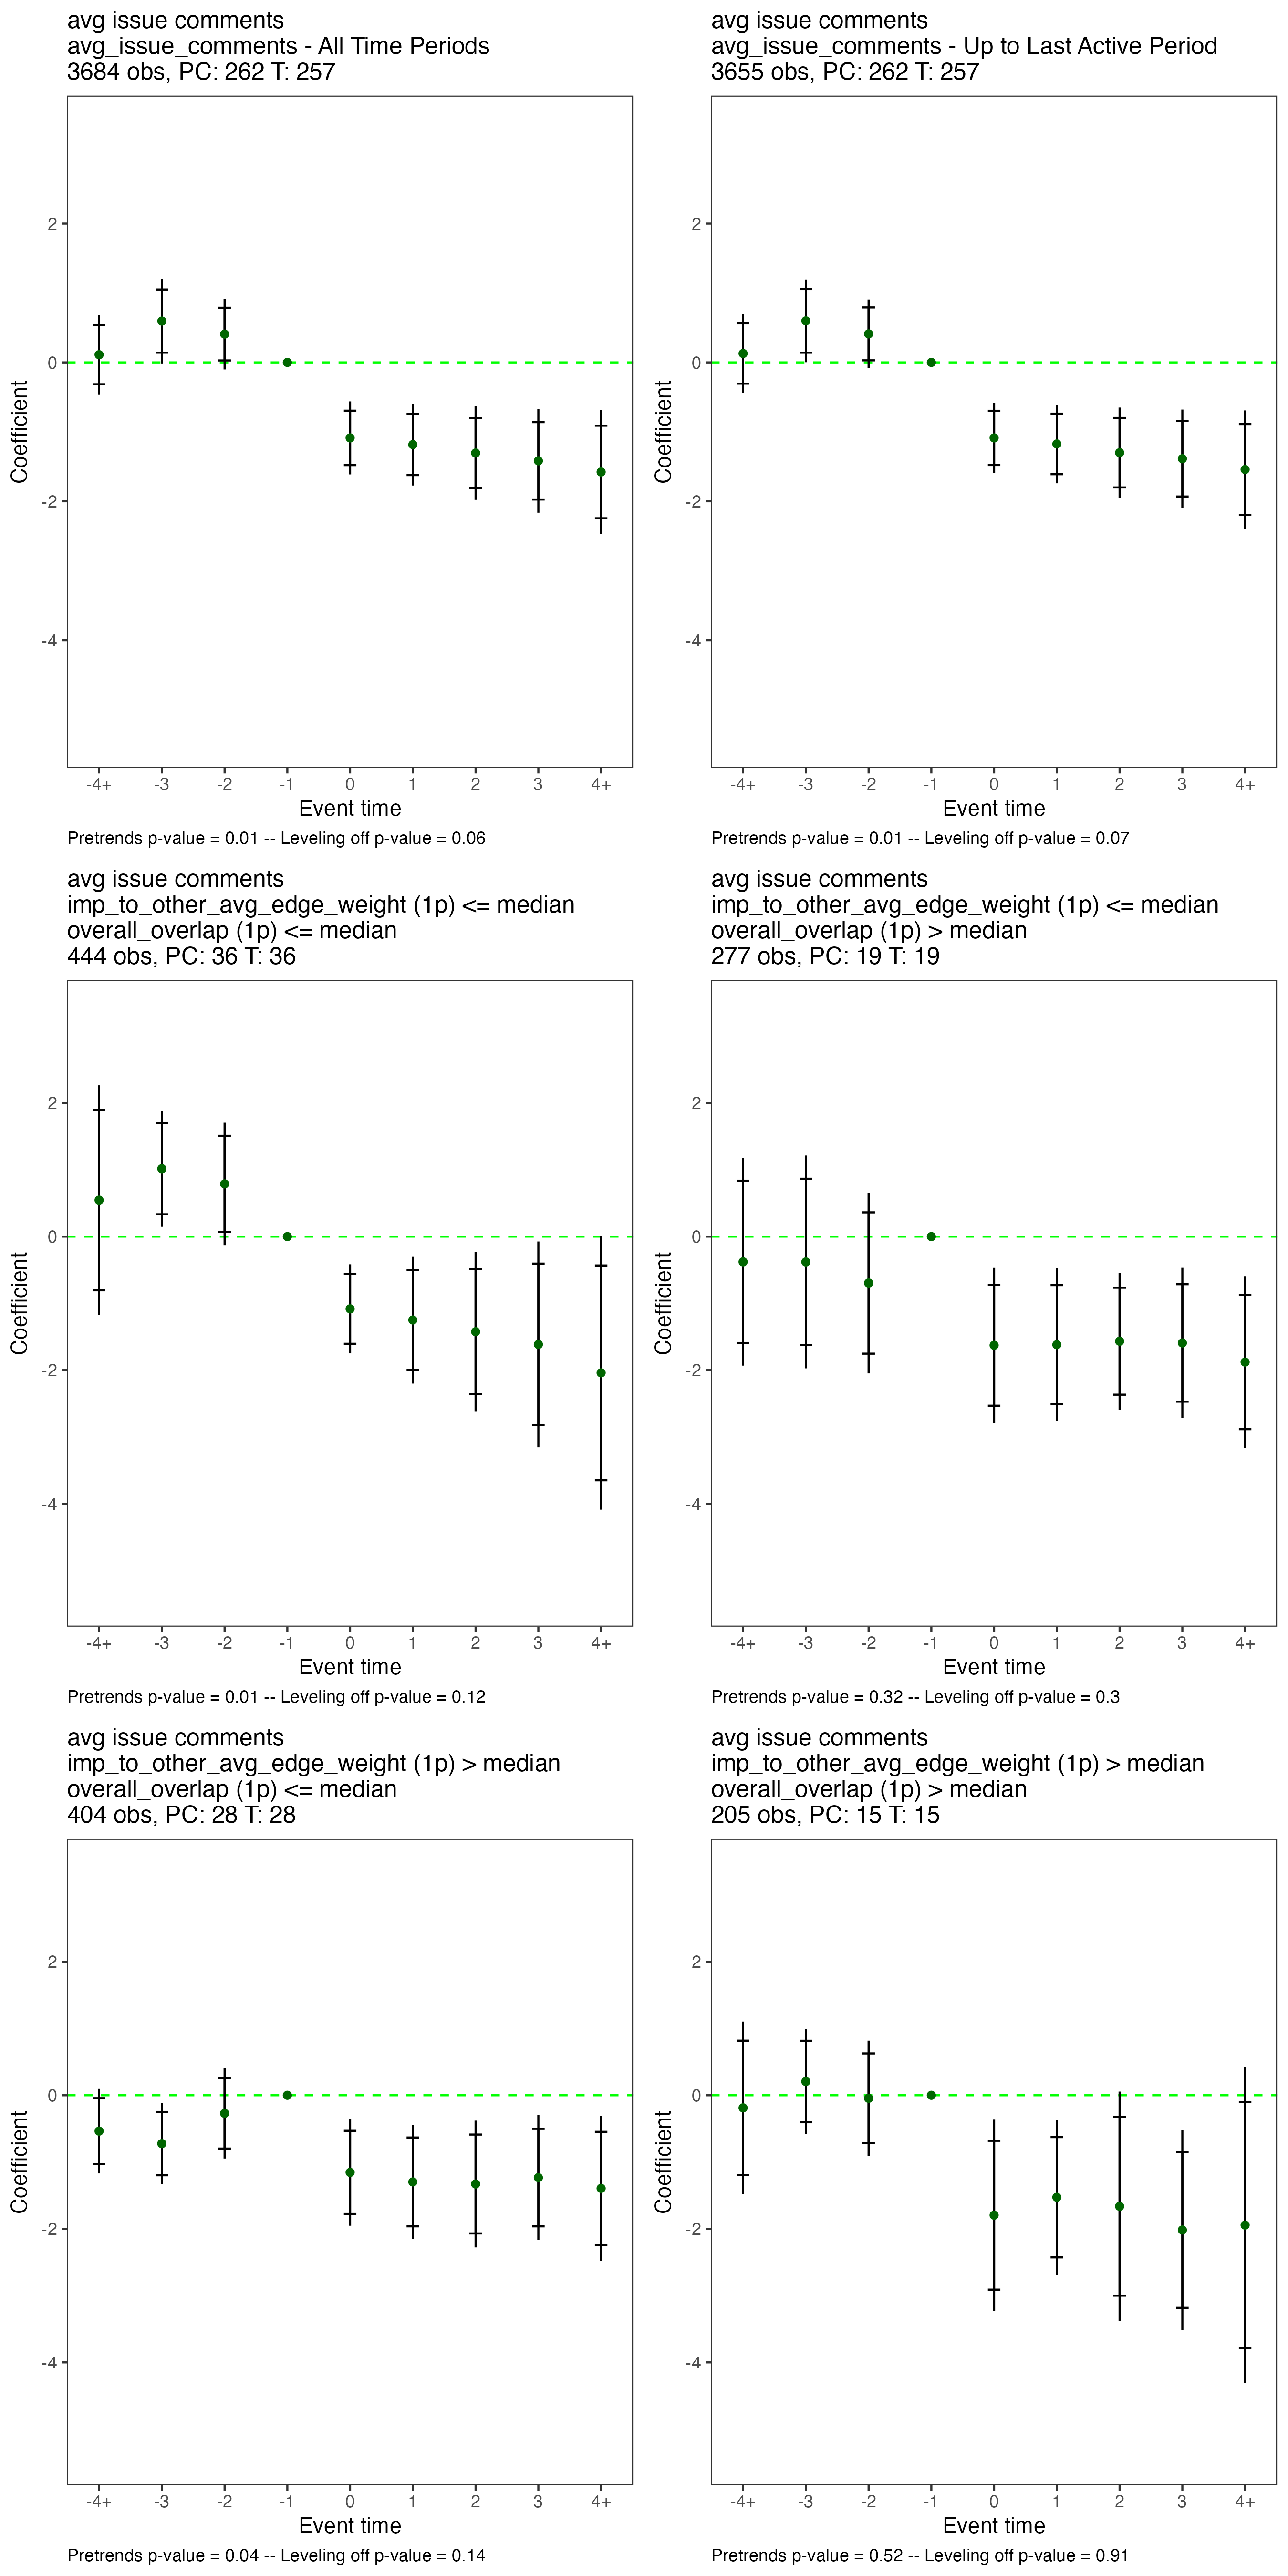 avg issue comments
avg_issue_comments - All Time Periods
3684 obs, PC: 262 T: 257
2
0
-2
-4
Coefficient
-4+ -3 -2 -1 0 1 2 3 4+
Event time
Pretrends p-value = 0.01 -- Leveling off p-value = 0.06
avg issue comments
avg_issue_comments - Up to Last Active Period
3655 obs, PC: 262 T: 257
2
0
-2
-4
Coefficient
-4+ -3 -2 -1 0 1 2 3 4+
Event time
Pretrends p-value = 0.01 -- Leveling off p-value = 0.07
avg issue comments
imp_to_other_avg_edge_weight (1p) <= median
overall_overlap (1p) <= median
444 obs, PC: 36 T: 36
2
0
-2
-4
Coefficient
-4+ -3 -2 -1 0 1 2 3 4+
Event time
Pretrends p-value = 0.01 -- Leveling off p-value = 0.12
avg issue comments
imp_to_other_avg_edge_weight (1p) <= median
overall_overlap (1p) > median
277 obs, PC: 19 T: 19
2
0
-2
-4
Coefficient
-4+ -3 -2 -1 0 1 2 3 4+
Event time
Pretrends p-value = 0.32 -- Leveling off p-value = 0.3
avg issue comments
imp_to_other_avg_edge_weight (1p) > median
overall_overlap (1p) <= median
404 obs, PC: 28 T: 28
2
0
-2
-4
Coefficient
-4+ -3 -2 -1 0 1 2 3 4+
Event time
Pretrends p-value = 0.04 -- Leveling off p-value = 0.14
avg issue comments
imp_to_other_avg_edge_weight (1p) > median
overall_overlap (1p) > median
205 obs, PC: 15 T: 15
2
0
-2
-4
Coefficient
-4+ -3 -2 -1 0 1 2 3 4+
Event time
Pretrends p-value = 0.52 -- Leveling off p-value = 0.91